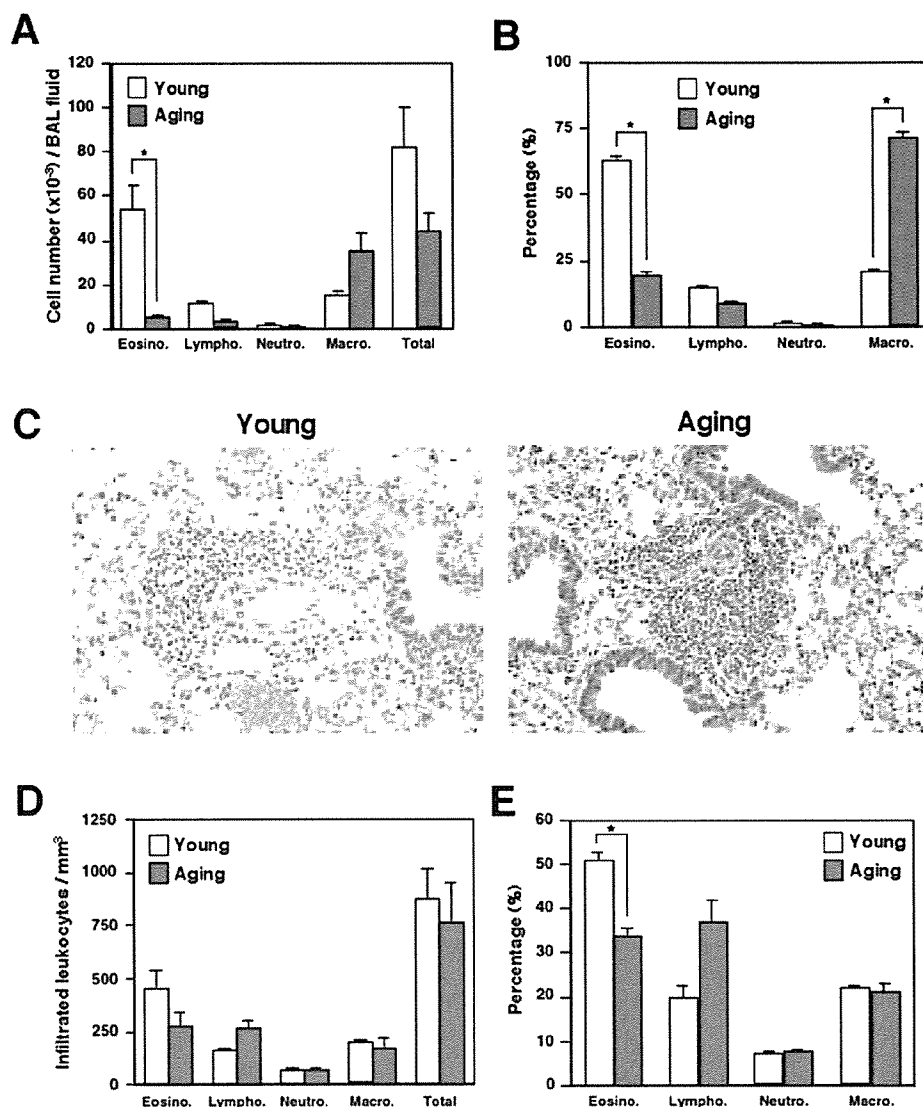 A
Cell number (x10⁻³) / BAL fluid
120
100
80
60
40
20
0
Young
Aging
*
Eosino. Lympho. Neutro. Macro. Total
B
Percentage (%)
100
75
50
25
0
Young
Aging
*
*
Eosino. Lympho. Neutro. Macro.
C
Young
Aging
D
Infiltrated leukocytes / mm³
1250
1000
750
500
250
0
Young
Aging
Eosino. Lympho. Neutro. Macro. Total
E
Percentage (%)
60
50
40
30
20
10
0
*
Young
Aging
Eosino. Lympho. Neutro. Macro.